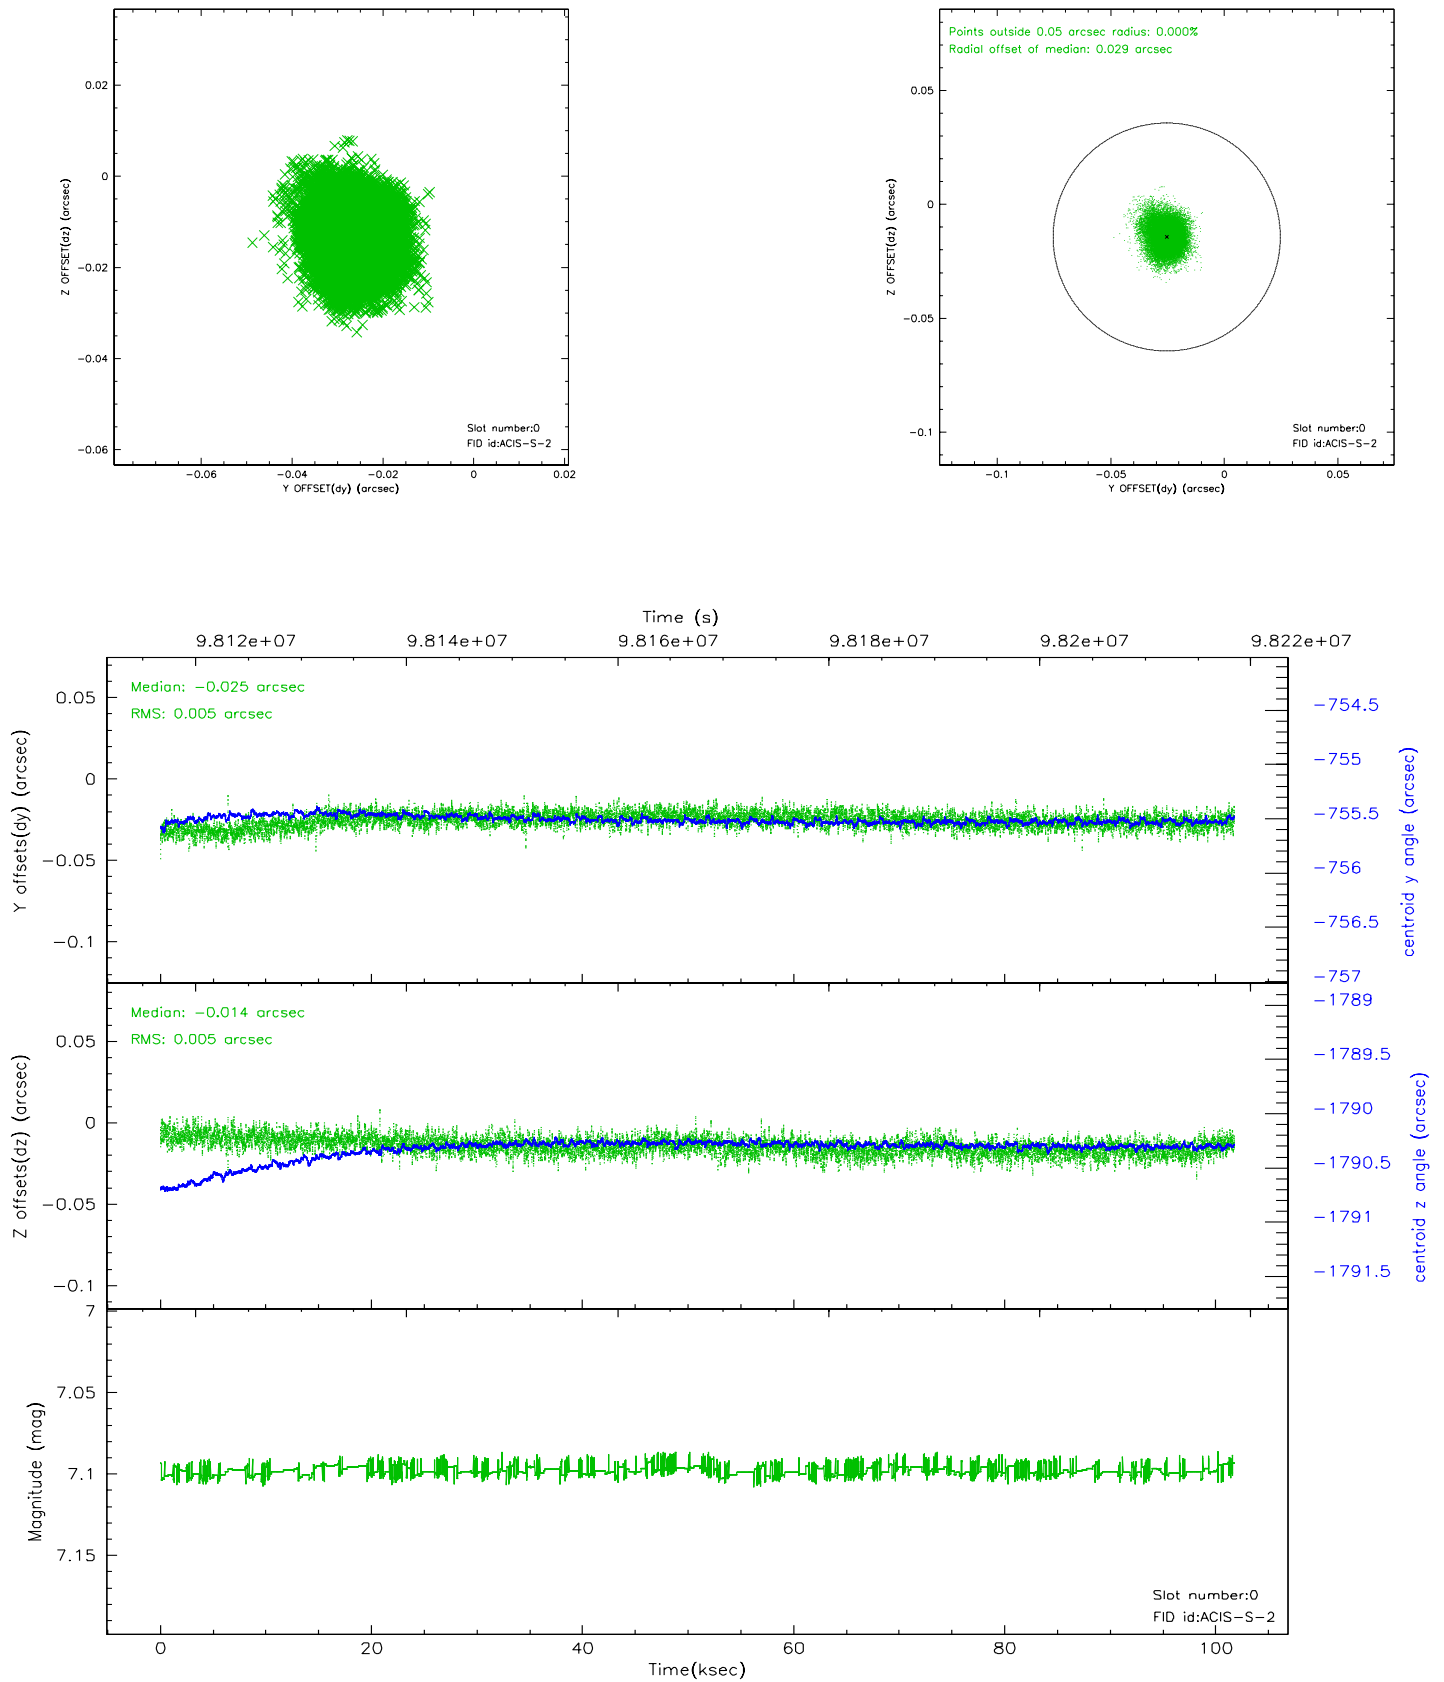 0.02
0
−0.02
−0.04
−0.06
Z OFFSET(dz) (arcsec)
−0.06
−0.04
−0.02
0
0.02
Y OFFSET(dy) (arcsec)
Slot number:0
FID id:ACIS−S−2
Points outside 0.05 arcsec radius: 0.000%
Radial offset of median: 0.029 arcsec
0.05
0
−0.05
−0.1
Z OFFSET(dz) (arcsec)
−0.1
−0.05
0
0.05
Y OFFSET(dy) (arcsec)
Slot number:0
FID id:ACIS−S−2
Time (s)
9.812e+07
9.814e+07
9.816e+07
9.818e+07
9.82e+07
9.822e+07
Median: −0.025 arcsec
RMS: 0.005 arcsec
0.05
0
−0.05
−0.1
Y offsets(dy) (arcsec)
−754.5
−755
−755.5
−756
−756.5
−757
centroid y angle (arcsec)
Median: −0.014 arcsec
RMS: 0.005 arcsec
0.05
0
−0.05
−0.1
Z offsets(dz) (arcsec)
−1789
−1789.5
−1790
−1790.5
−1791
−1791.5
centroid z angle (arcsec)
7
7.05
7.1
7.15
Magnitude (mag)
Slot number:0
FID id:ACIS−S−2
0
20
40
60
80
100
Time(ksec)